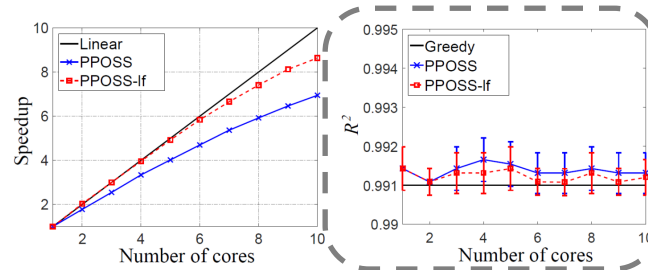 10
8
6
4
2
Speedup
Linear
PPOSS
PPOSS-lf
2 4 6 8 10
Number of cores
0.995
0.994
0.993
0.992
0.991
0.99
R²
Greedy
PPOSS
PPOSS-lf
2 4 6 8 10
Number of cores